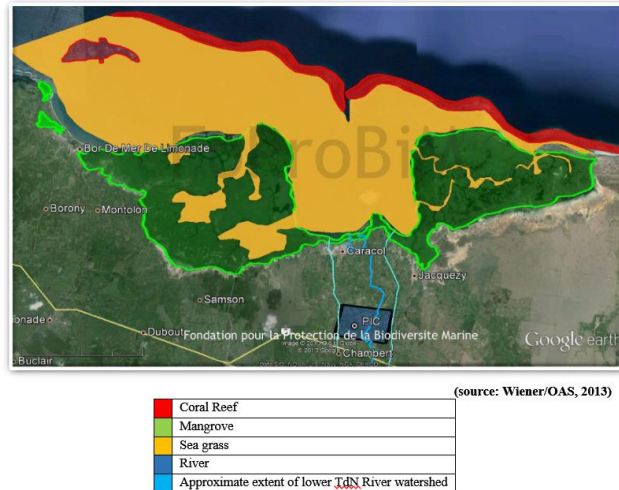 Bor De Mer De Limonade
Borony
Montolon
Caracol
Jacquezy
Samson
PIC
onade
Dubout
Fondation pour la Protection de la Biodiversite Marine
Google earth
Chambert
Buclair
(source: Wiener/OAS, 2013)
Coral Reef
Mangrove
Sea grass
River
Approximate extent of lower TdN River watershed